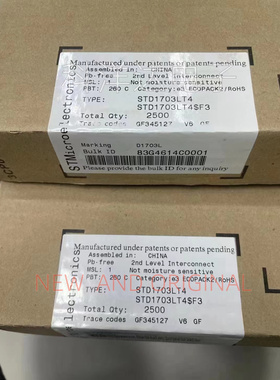 STMicroelectronics
Manufactured under patents or patents pending
Assembled in: CHINA
Pb-free 2nd Level Interconnect
MSL: 1 Not moisture sensitive
PBT: 260 C Category:e3 ECOPACK2/RoHS
TYPE: STD1703LT4
STD1703LT4$F3
Total Qty: 2500
Trace codes GF345127 V6 GF
Marking D1703L
Bulk ID 83G4614C0001
Please provide the bulk ID for any inquiry
electronics
Manufactured under patents or patents pending
Assembled in: CHINA
Pb-free 2nd Level Interconnect
MSL: 1 Not moisture sensitive
PBT: 260 C Category:e3 ECOPACK2/RoHS
NEW AND ORIGINAL
TYPE: STD1703LT4
STD1703LT4$F3
Total Qty: 2500
Trace codes GF345127 V6 GF